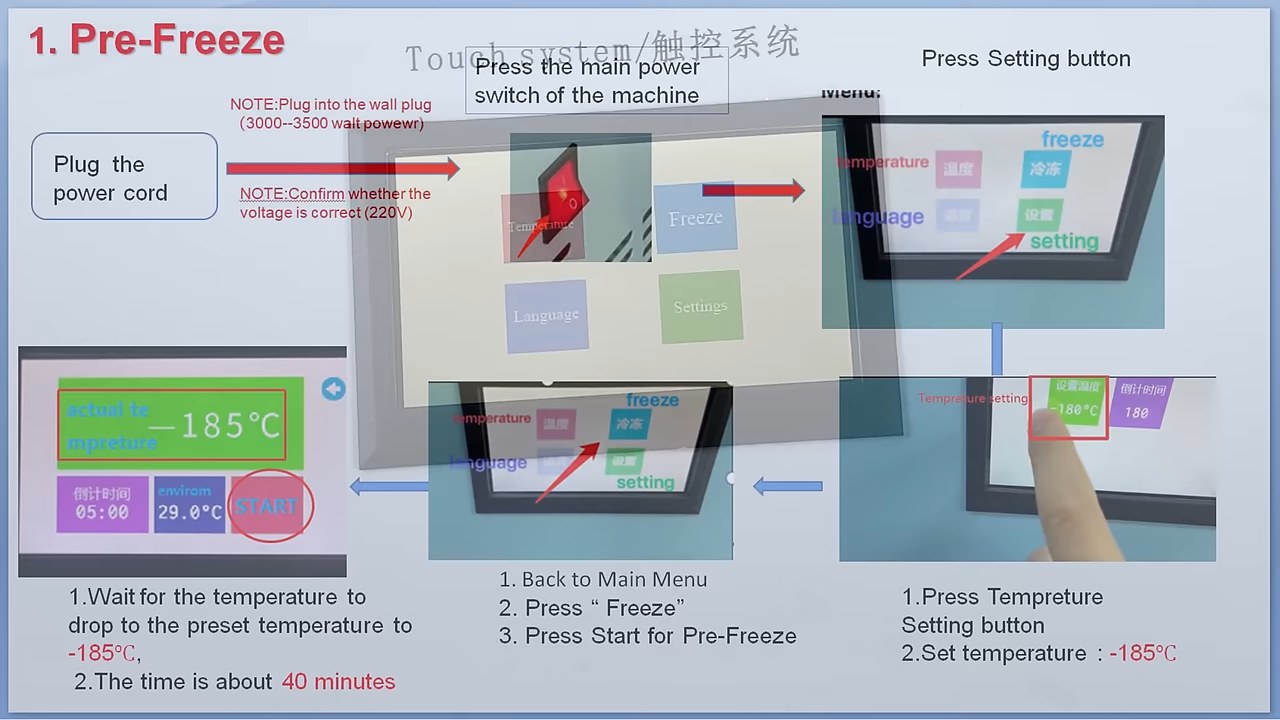 1. Pre-Freeze
Touch system/触控系统
Press the main power
switch of the machine
Press Setting button
Menu:
NOTE:Plug into the wall plug
(3000--3500 walt powewr)
Plug the
power cord
NOTE:Confirm whether the
voltage is correct (220V)
Temperature
Freeze
Language
Settings
freeze
temperature
温度
冷冻
language
设置
setting
actual te
mpreture
—185℃
倒计时间
05:00
envirom
29.0℃
START
freeze
temperature
温度
冷冻
language
设置
setting
Temprature setting
设置温度
-180℃
倒计时间
180
1.Wait for the temperature to
drop to the preset temperature to
-185℃,
2.The time is about 40 minutes
1. Back to Main Menu
2. Press “ Freeze”
3. Press Start for Pre-Freeze
1.Press Tempreture
Setting button
2.Set temperature : -185℃